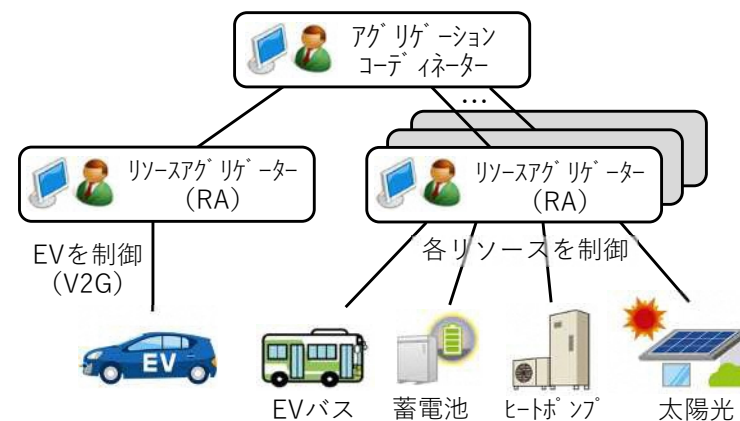 ｱｸﾞﾘｹﾞｰｼｮﾝ
ｺｰﾃﾞｨﾈｰﾀｰ
…
ﾘｿｰｽｱｸﾞﾘｹﾞｰﾀｰ
(RA)
ﾘｿｰｽｱｸﾞﾘｹﾞｰﾀｰ
(RA)
EVを制御
(V2G)
各リソースを制御
EV
EVバス
蓄電池
ﾋｰﾄﾎﾟﾝﾌﾟ
太陽光